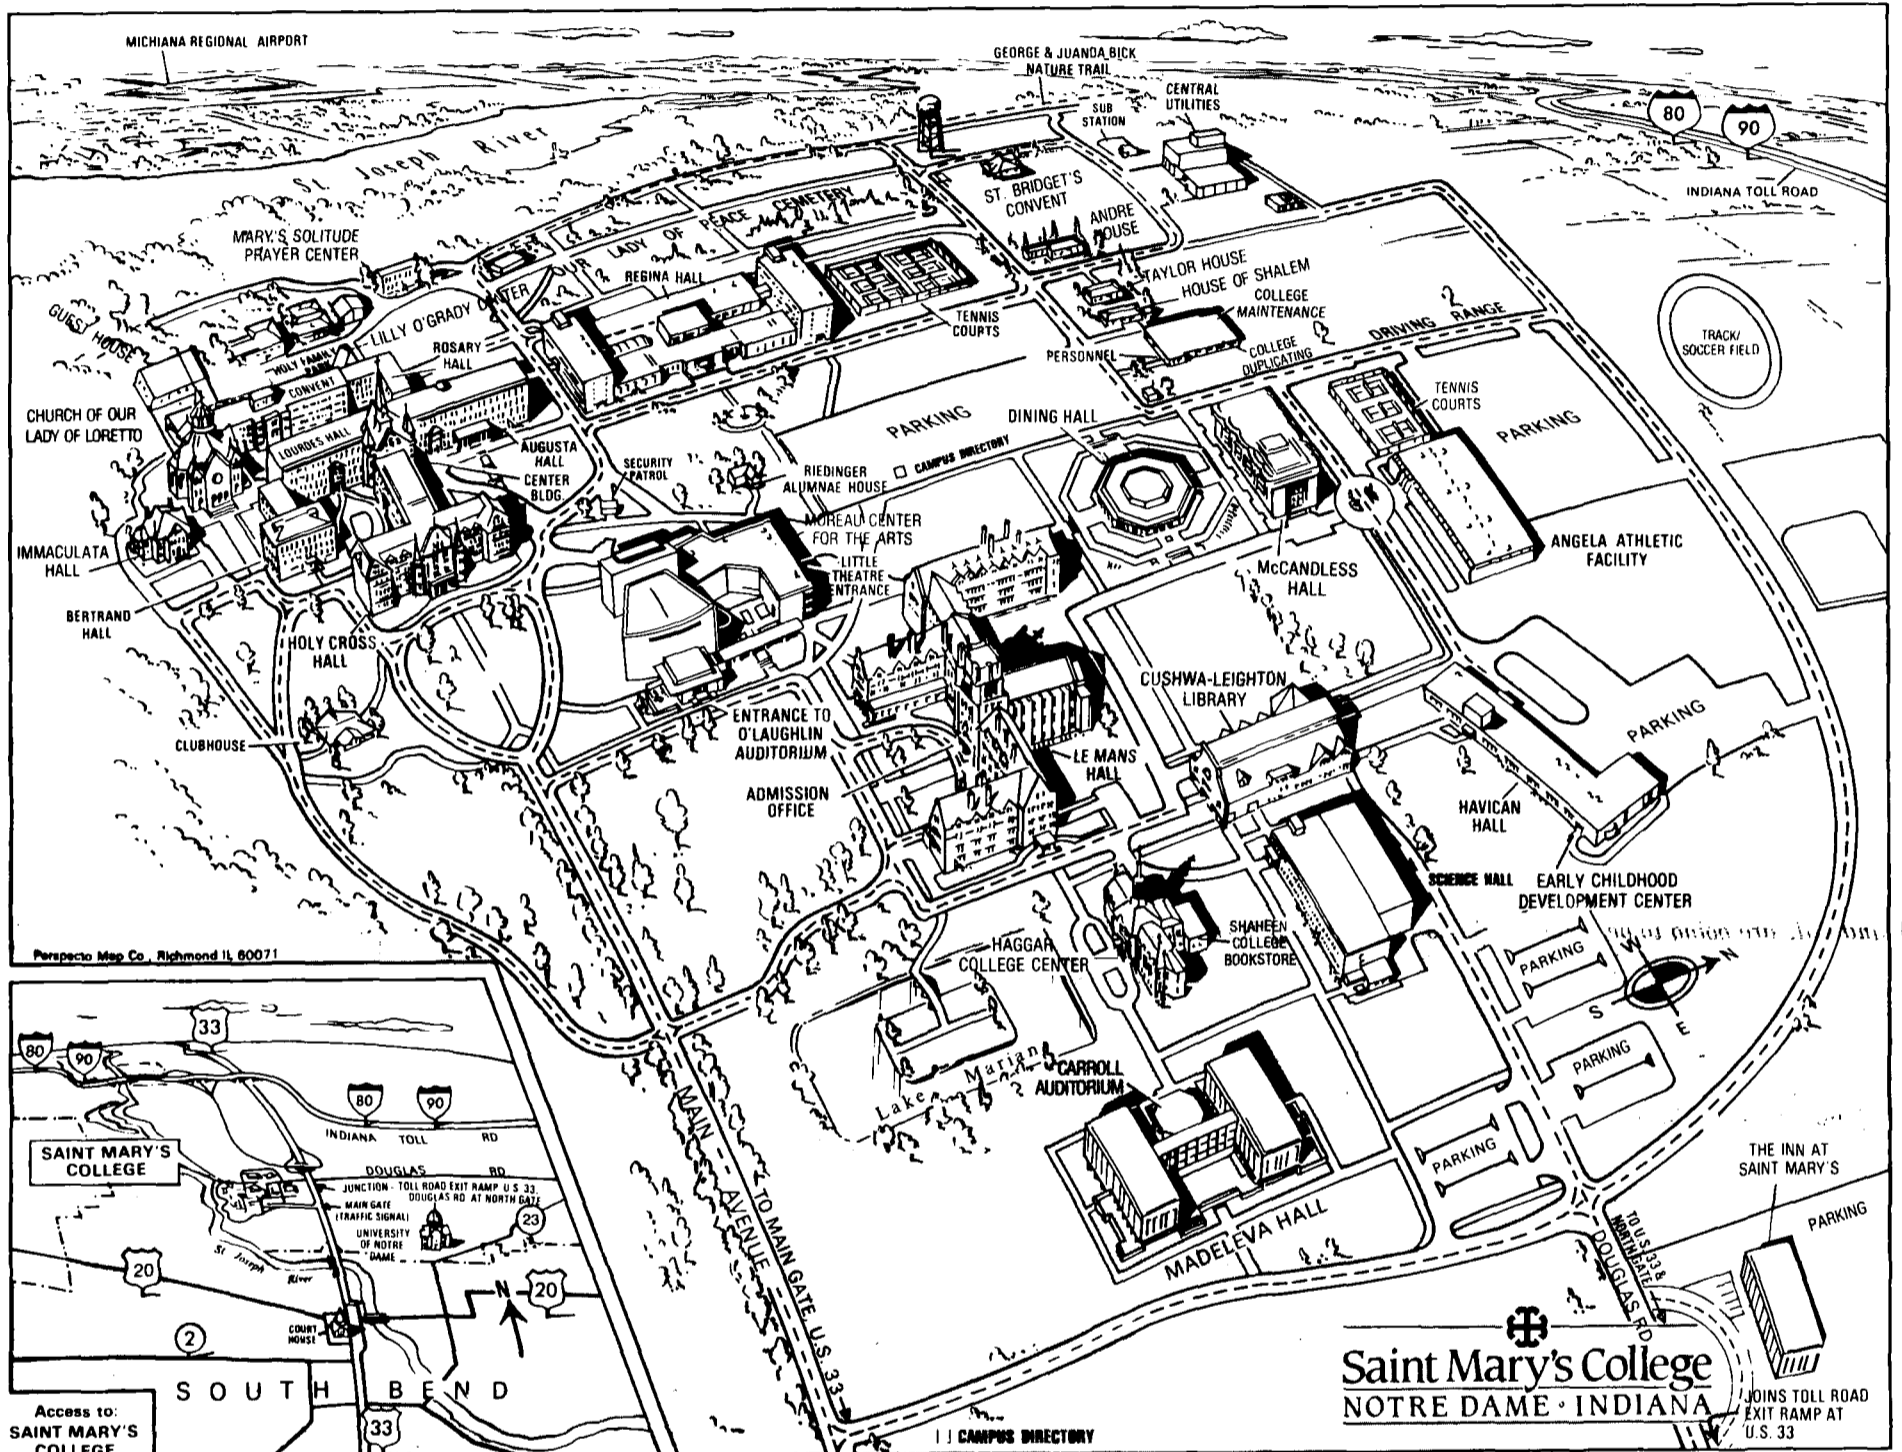 MICHIANA REGIONAL AIRPORT
GEORGE & JUANDA BICK
NATURE TRAIL
SUB
STATION
CENTRAL
UTILITIES
80
90
INDIANA TOLL ROAD
St. Joseph River
ST. BRIDGET'S
CONVENT
ANDRE
HOUSE
OUR LADY OF PEACE CEMETERY
MARY'S SOLITUDE
PRAYER CENTER
REGINA HALL
TAYLOR HOUSE
HOUSE OF SHALEM
COLLEGE
MAINTENANCE
GUEST HOUSE
LILLY O'GRADY CENTER
TENNIS
COURTS
DRIVING RANGE
TRACK/
SOCCER FIELD
HOLY FAMILY
PARK
CONVENT
ROSARY
HALL
PERSONNEL
COLLEGE
DUPLICATING
TENNIS
COURTS
CHURCH OF OUR
LADY OF LORETTO
LOURDES HALL
PARKING
DINING HALL
PARKING
CAMPUS DIRECTORY
AUGUSTA
HALL
CENTER
BLDG.
SECURITY
PATROL
RIEDINGER
ALUMNAE HOUSE
MOREAU CENTER
FOR THE ARTS
LITTLE
THEATRE
ENTRANCE
IMMACULATA
HALL
McCANDLESS
HALL
ANGELA ATHLETIC
FACILITY
BERTRAND
HALL
HOLY CROSS
HALL
CUSHWA-LEIGHTON
LIBRARY
CLUBHOUSE
ENTRANCE TO
O'LAUGHLIN
AUDITORIUM
LE MANS
HALL
PARKING
ADMISSION
OFFICE
HAVICAN
HALL
SCIENCE HALL
EARLY CHILDHOOD
DEVELOPMENT CENTER
HAGGAR
COLLEGE CENTER
SHAHEEN
COLLEGE
BOOKSTORE
PARKING
W
N
S
E
Perspecto Map Co., Richmond IL 60071
PARKING
Lake Marian
CARROLL
AUDITORIUM
PARKING
MADELEVA HALL
MAIN AVENUE
TO MAIN GATE, U.S. 33
THE INN AT
SAINT MARY'S
PARKING
TO U.S. 33 &
NORTH GATE
DOUGLAS RD
JOINS TOLL ROAD
EXIT RAMP AT
U.S. 33
CAMPUS DIRECTORY
Saint Mary's College
NOTRE DAME · INDIANA
33
80
90
80
90
INDIANA TOLL RD
SAINT MARY'S
COLLEGE
DOUGLAS RD
JUNCTION - TOLL ROAD EXIT RAMP U.S. 33,
DOUGLAS RD AT NORTH GATE
MAIN GATE
(TRAFFIC SIGNAL)
UNIVERSITY
OF NOTRE
DAME
23
St Joseph River
20
N
20
COURT
HOUSE
2
SOUTH BEND
33
Access to:
SAINT MARY'S
COLLEGE